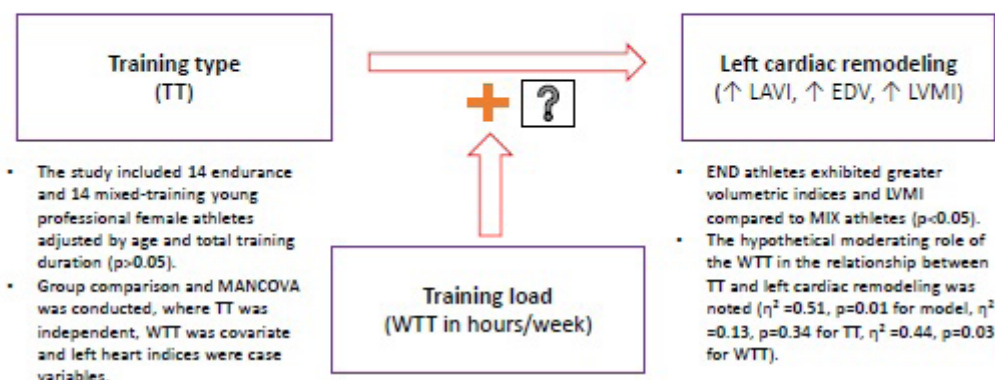 Training type
(TT)
+
?
Left cardiac remodeling
(↑ LAVI, ↑ EDV, ↑ LVMI)
• The study included 14 endurance
and 14 mixed-training young
professional female athletes
adjusted by age and total training
duration (p>0.05).
• Group comparison and MANCOVA
was conducted, where TT was
independent, WTT was covariate
and left heart indices were case
variables.
Training load
(WTT in hours/week)
• END athletes exhibited greater
volumetric indices and LVMI
compared to MIX athletes (p<0.05).
• The hypothetical moderating role of
the WTT in the relationship between
TT and left cardiac remodeling was
noted (η² =0.51, p=0.01 for model, η²
=0.13, p=0.34 for TT, η² =0.44, p=0.03
for WTT).